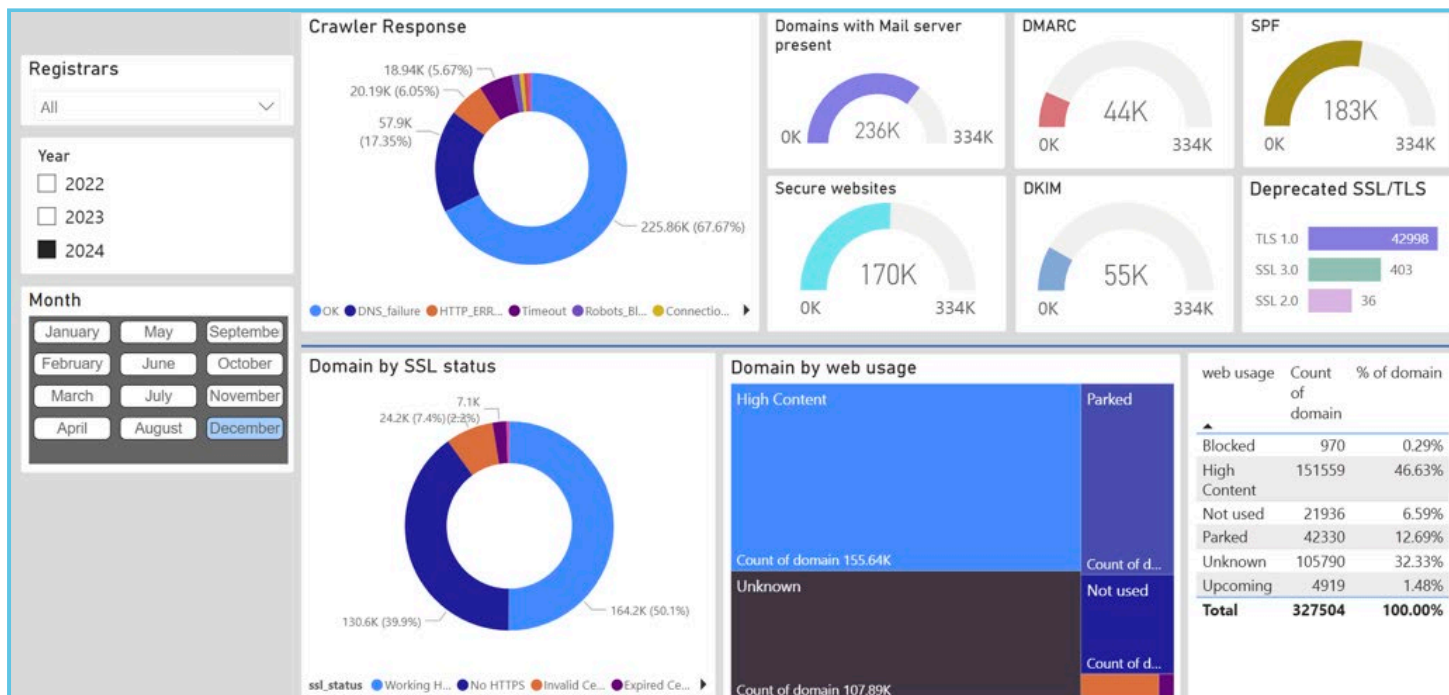 Registrars
All
Year
2022
2023
2024
Month
January
May
Septembe
February
June
October
March
July
November
April
August
December
Crawler Response
18.94K (5.67%)
20.19K (6.05%)
57.9K
(17.35%)
225.86K (67.67%)
OK
DNS_failure
HTTP_ERR...
Timeout
Robots_Bl...
Connectio...
Domains with Mail server
present
236K
0K
334K
DMARC
44K
0K
334K
SPF
183K
0K
334K
Secure websites
170K
0K
334K
DKIM
55K
0K
334K
Deprecated SSL/TLS
TLS 1.0
42998
SSL 3.0
403
SSL 2.0
36
Domain by SSL status
7.1K
24.2K (7.4%)
130.6K (39.9%)
164.2K (50.1%)
ssl_status
Working H...
No HTTPS
Invalid Ce...
Expired Ce...
Domain by web usage
High Content
Count of domain 155.64K
Parked
Count of d...
Unknown
Count of domain 107.89K
Not used
Count of d...
web usage Count of domain % of domain
Blocked 970 0.29%
High Content 151559 46.63%
Not used 21936 6.59%
Parked 42330 12.69%
Unknown 105790 32.33%
Upcoming 4919 1.48%
Total 327504 100.00%